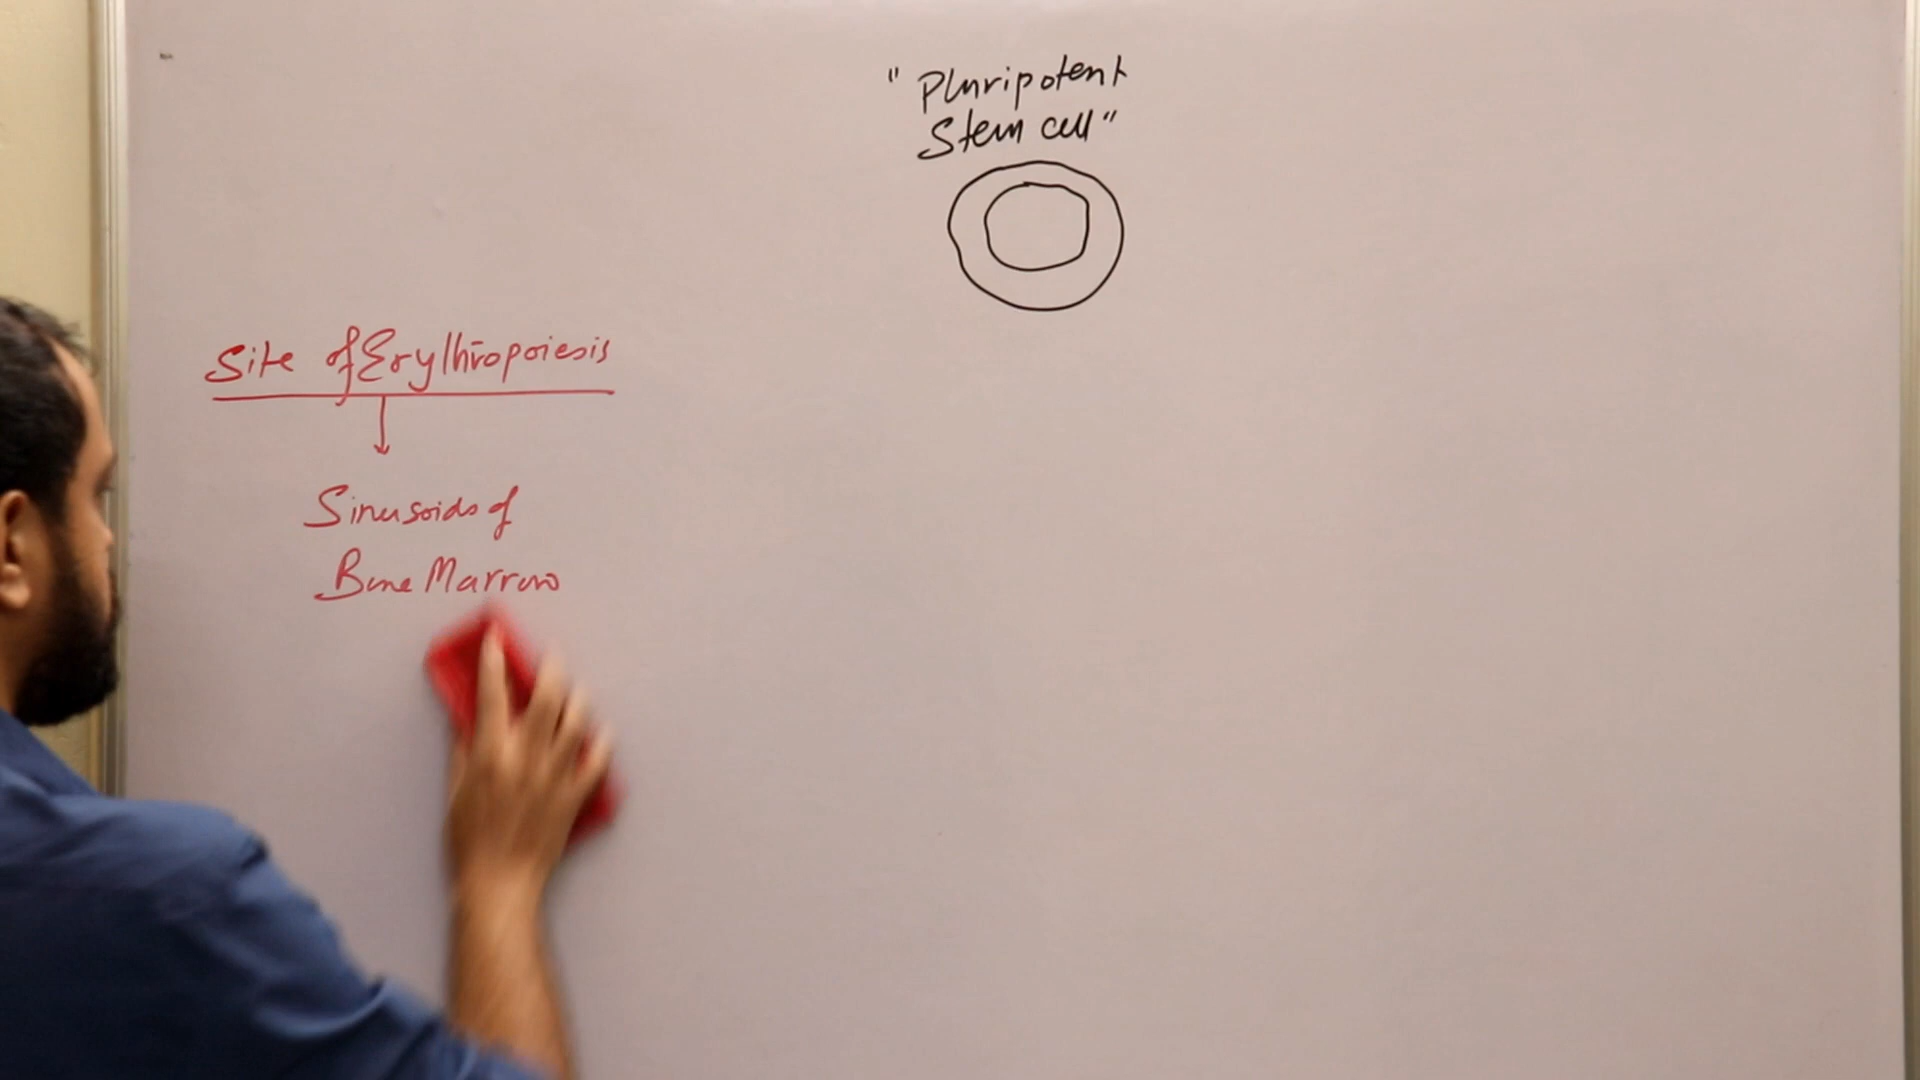 "Pluripotent
Stem cell"
Site of Erythropoiesis
Sinusoids of
Bone Marrow